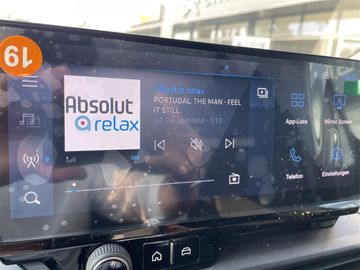 19
Absolut relax
Absolut
relax
PORTUGAL. THE MAN - FEEL
IT STILL
DR Deutschland - 1/13
App-Liste
Mirror Screen
Telefon
Einstellungen